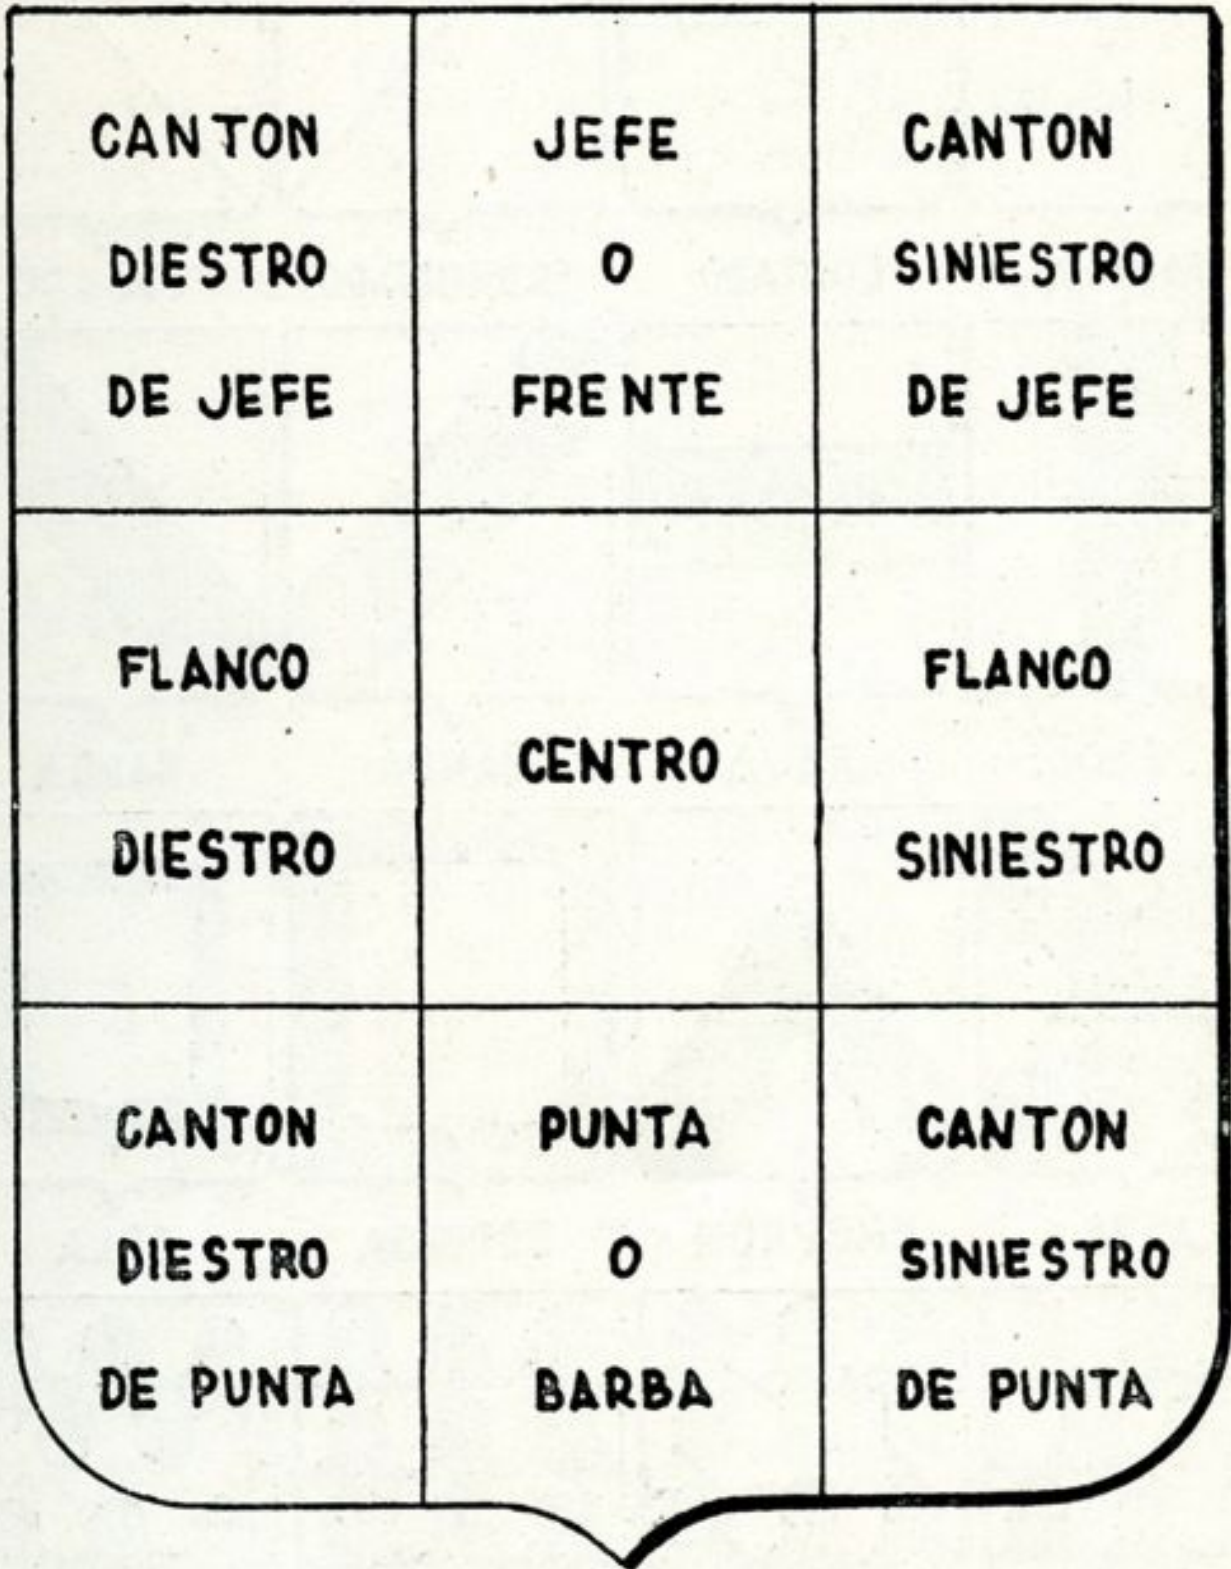 CANTON
DIESTRO
DE JEFE
JEFE
O
FRENTE
CANTON
SINIESTRO
DE JEFE
FLANCO
DIESTRO
CENTRO
FLANCO
SINIESTRO
CANTON
DIESTRO
DE PUNTA
PUNTA
O
BARBA
CANTON
SINIESTRO
DE PUNTA